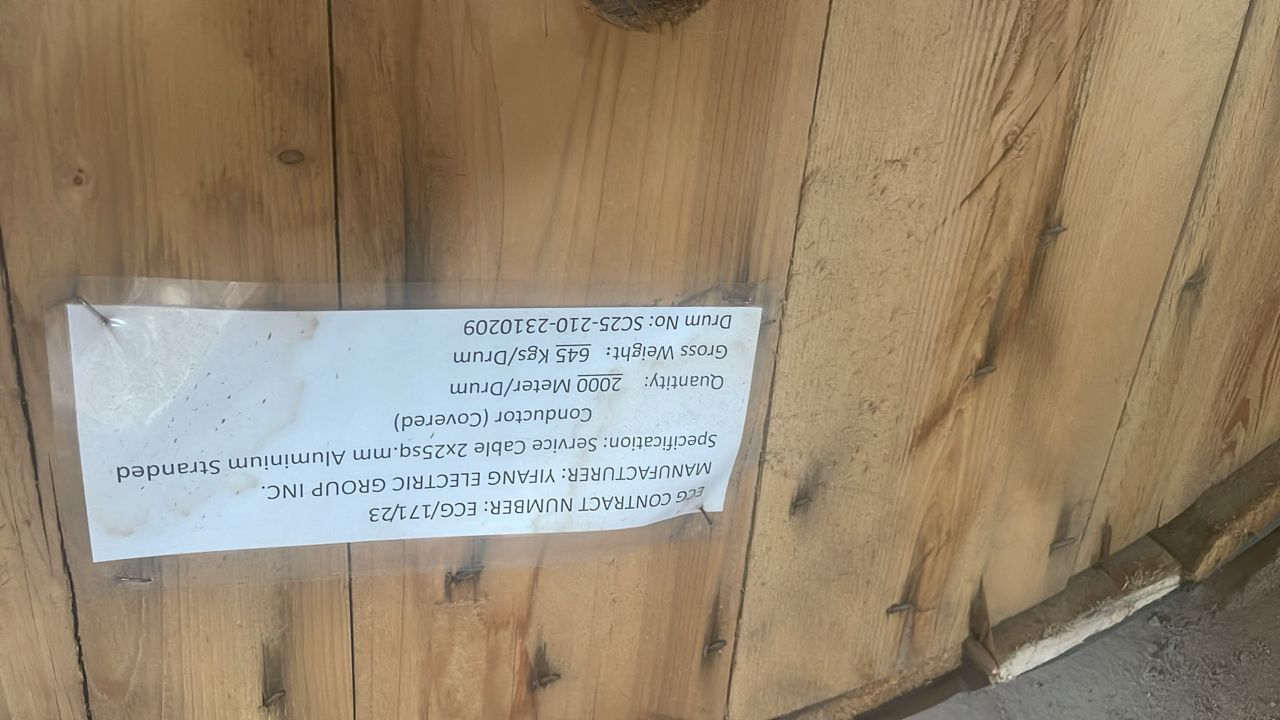 ECG CONTRACT NUMBER: ECG/171/23
MANUFACTURER: YIFANG ELECTRIC GROUP INC.
Specification: Service Cable 2x25sq.mm Aluminium Stranded
Conductor (Covered)
Quantity: 2000 Meter/Drum
Gross Weight: 645 Kgs/Drum
Drum No: SC25-210-2310209